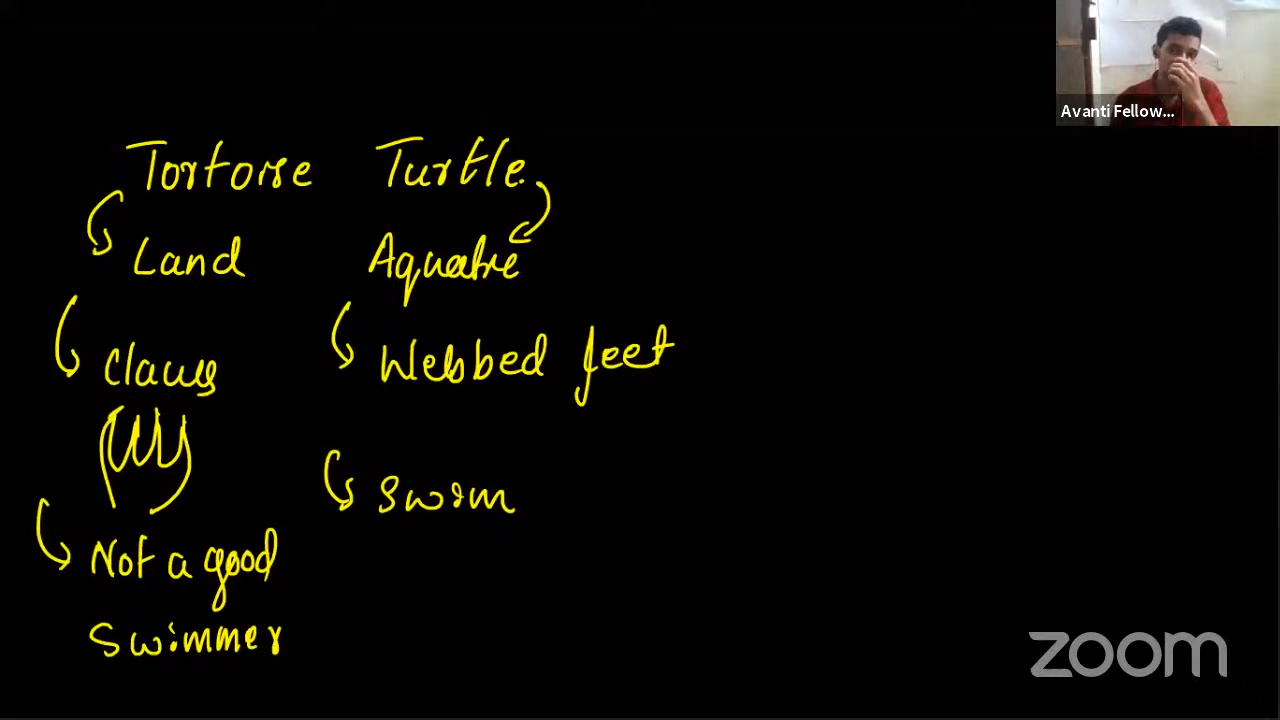 Avanti Fellow...
Tortoise Turtle
Land Aquatic
Claws Webbed feet
Swim
Not a good
Swimmer
zoom